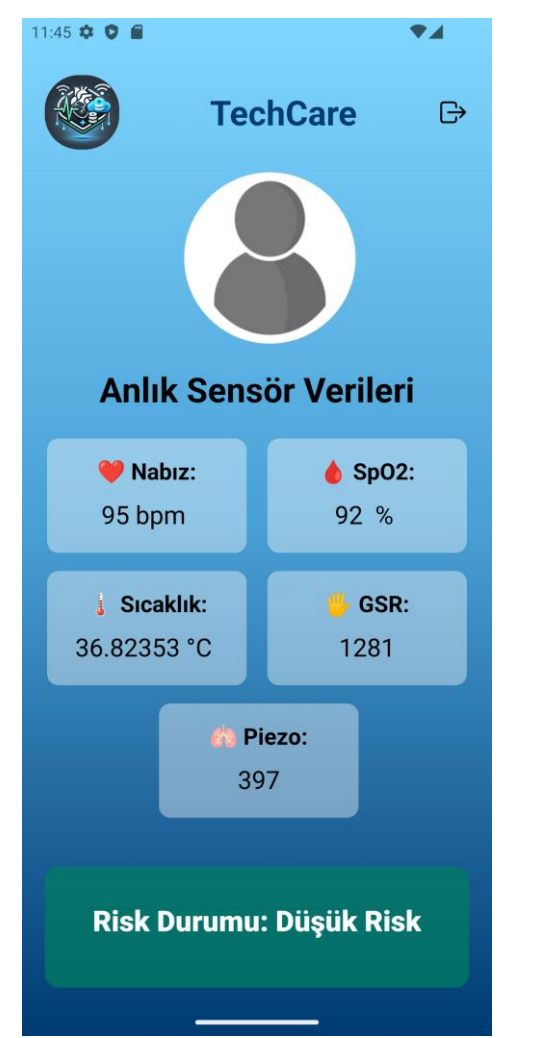 11:45
TechCare
Anlık Sensör Verileri
❤️ Nabız:
95 bpm
🩸 SpO2:
92 %
🌡️ Sıcaklık:
36.82353 °C
🖐️ GSR:
1281
🫁 Piezo:
397
Risk Durumu: Düşük Risk